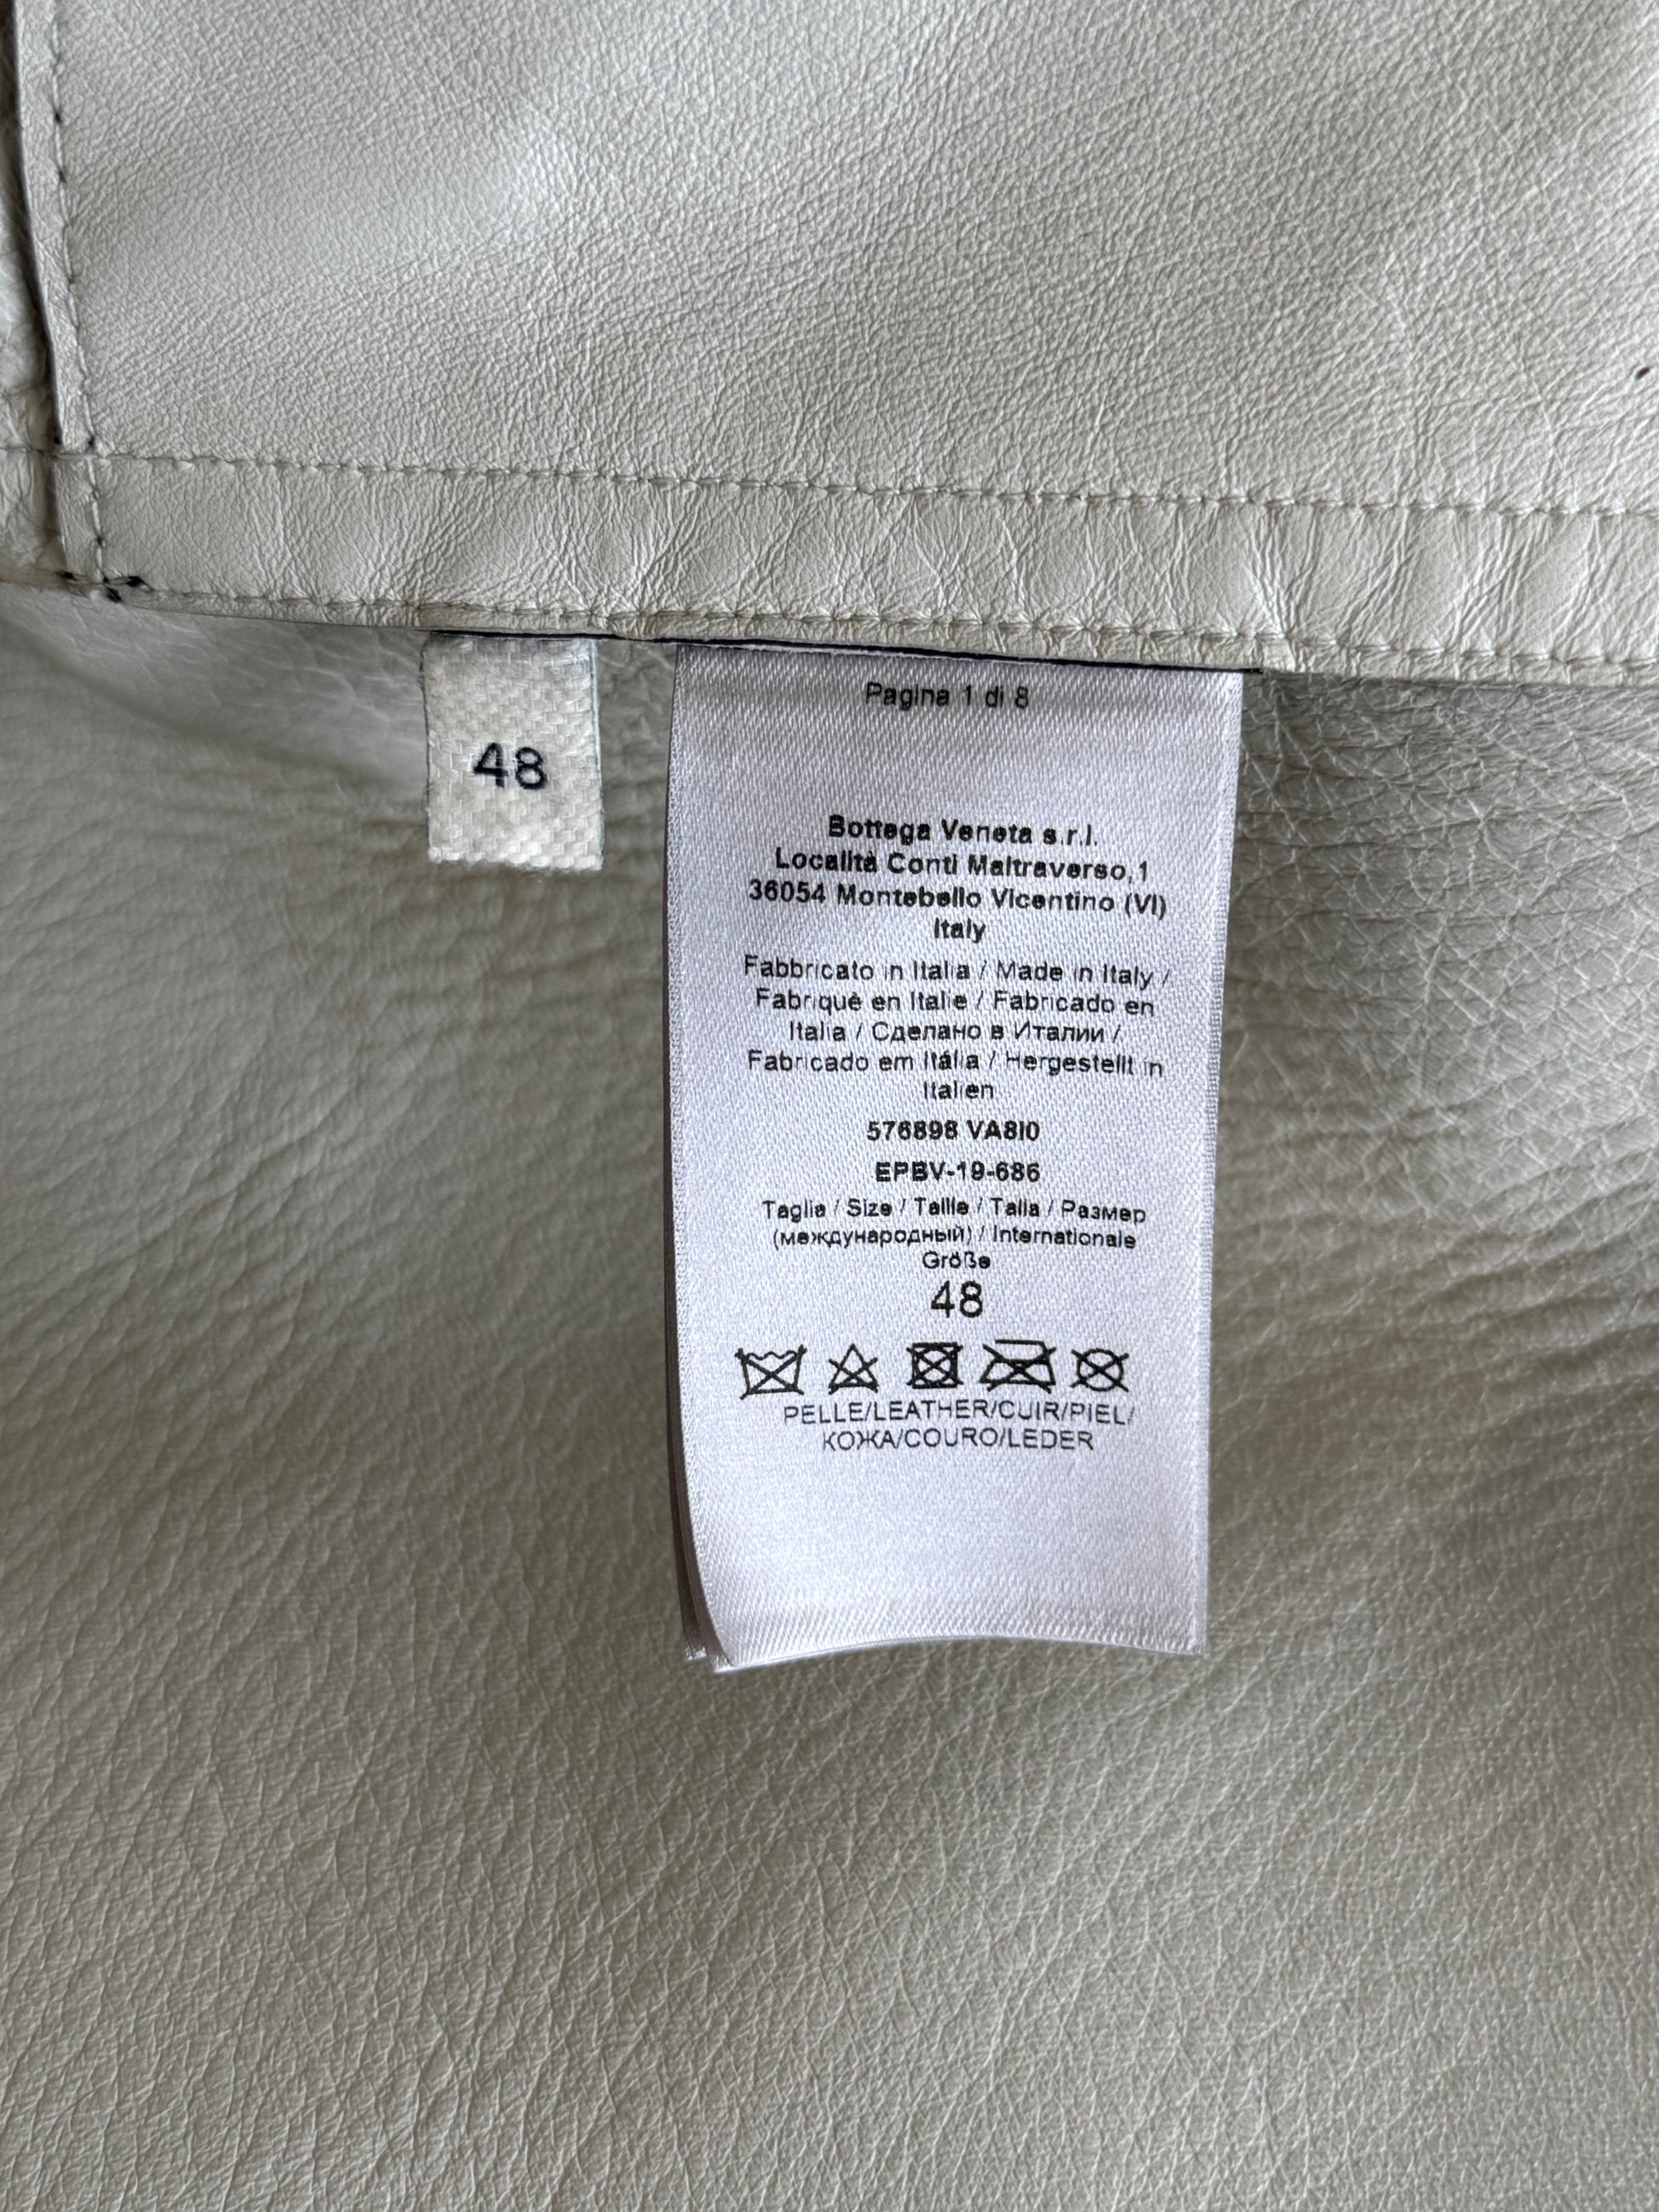 48
Pagina 1 di 8
Bottega Veneta s.r.l.
Località Conti Maltraverso,1
36054 Montebello Vicentino (VI)
Italy
Fabbricato in Italia / Made in Italy /
Fabriqué en Italie / Fabricado en
Italia / Сделано в Италии /
Fabricado em Itália / Hergestellt in
Italien
576898 VA8I0
EPBV-19-686
Taglia / Size / Taille / Talla / Размер
(международный) / Internationale
Größe
48
PELLE/LEATHER/CUIR/PIEL/
КОЖА/COURO/LEDER